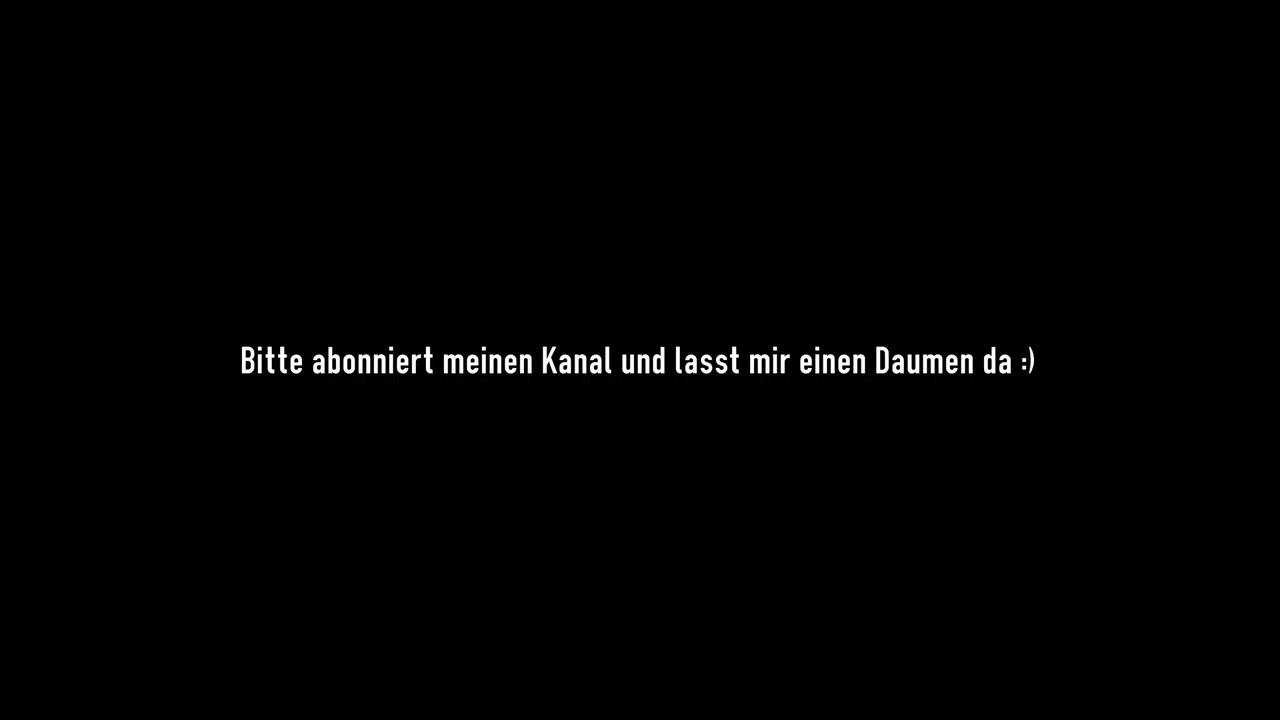 Bitte abonniert meinen Kanal und lasst mir einen Daumen da :)